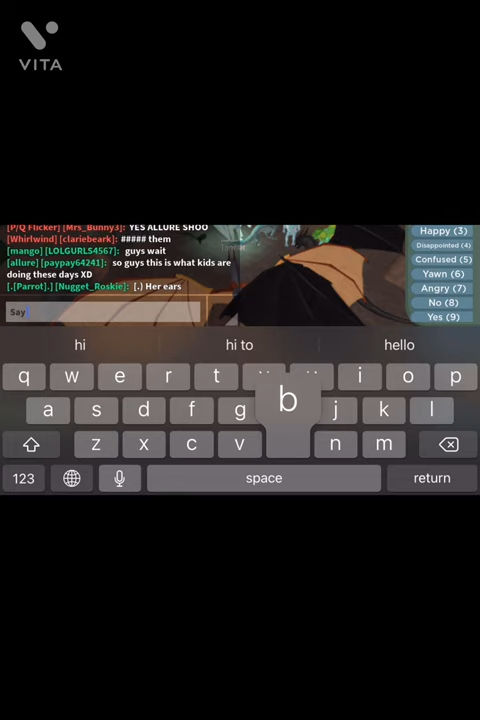 VITA
[P/Q Flicker] [Mrs_Bunny3]: YES ALLURE SHOO
[Whirlwind] [clariebeark]: ##### them
[mango] [LOLGURLS4567]: guys wait
[allure] [paypay64241]: so guys this is what kids are
doing these days XD
[.[Parrot].] [Nugget_Roskie]: [.) Her ears
Happy (3)
Disappointed (4)
Confused (5)
Yawn (6)
Angry (7)
No (8)
Yes (9)
Say
hi hi to hello
q w e r t i o p
a s d f g b j k l
z x c v n m
123 space return